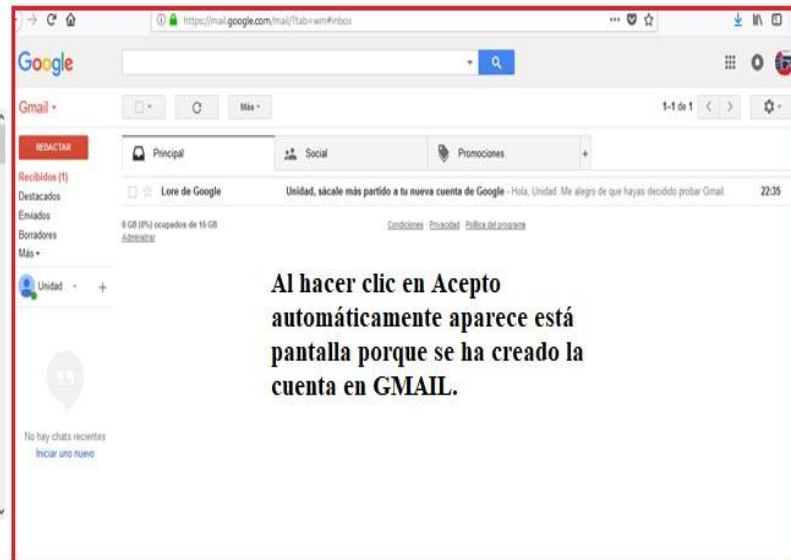 https://mail.google.com/mail/?tab=wm#inbox
Google
Gmail
Más
1-1 de 1
REDACTAR
Principal
Social
Promociones
Recibidos (1)
Lore de Google
Unidad, sácale más partido a tu nueva cuenta de Google - Hola, Unidad: Me alegro de que hayas decidido probar Gmail.
22:35
Destacados
Enviados
Borradores
Más
0 GB (0%) ocupados de 15 GB
Administrar
Condiciones Privacidad Política del programa
Unidad
Al hacer clic en Acepto
automáticamente aparece está
pantalla porque se ha creado la
cuenta en GMAIL.
No hay chats recientes
Iniciar uno nuevo